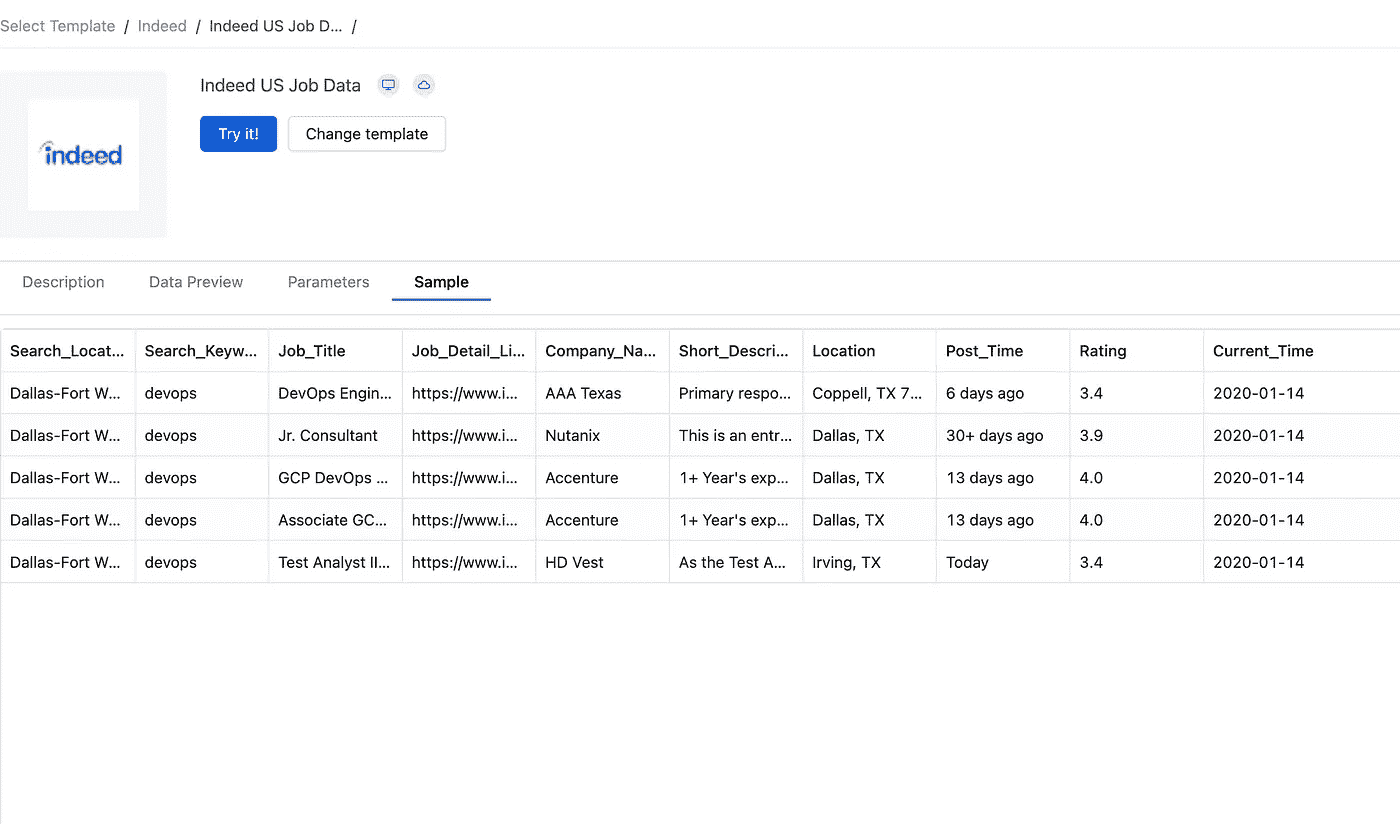 Select Template / Indeed / Indeed US Job D... /
Indeed US Job Data
indeed
Try it! Change template
Description Data Preview Parameters Sample
Search_Locat... Search_Keyw... Job_Title Job_Detail_Li... Company_Na... Short_Descri... Location Post_Time Rating Current_Time
Dallas-Fort W... devops DevOps Engin... https://www.i... AAA Texas Primary respo... Coppell, TX 7... 6 days ago 3.4 2020-01-14
Dallas-Fort W... devops Jr. Consultant https://www.i... Nutanix This is an entr... Dallas, TX 30+ days ago 3.9 2020-01-14
Dallas-Fort W... devops GCP DevOps ... https://www.i... Accenture 1+ Year's exp... Dallas, TX 13 days ago 4.0 2020-01-14
Dallas-Fort W... devops Associate GC... https://www.i... Accenture 1+ Year's exp... Dallas, TX 13 days ago 4.0 2020-01-14
Dallas-Fort W... devops Test Analyst II... https://www.i... HD Vest As the Test A... Irving, TX Today 3.4 2020-01-14